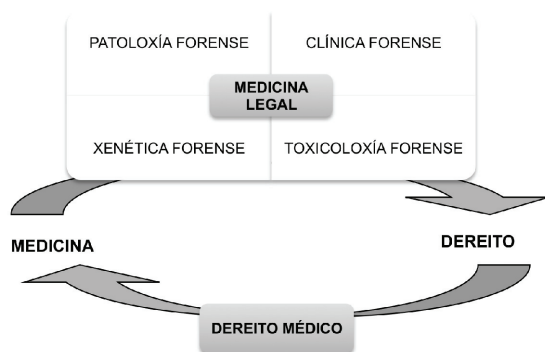 PATOLOXÍA FORENSE
CLÍNICA FORENSE
MEDICINA
LEGAL
XENÉTICA FORENSE
TOXICOLOXÍA FORENSE
MEDICINA
DEREITO
DEREITO MÉDICO